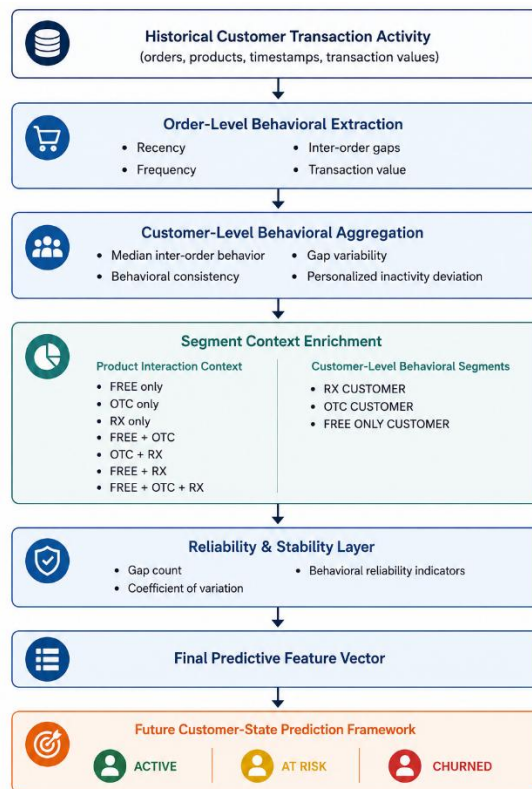 Historical Customer Transaction Activity
(orders, products, timestamps, transaction values)
Order-Level Behavioral Extraction
• Recency
• Frequency
• Inter-order gaps
• Transaction value
Customer-Level Behavioral Aggregation
• Median inter-order behavior
• Behavioral consistency
• Gap variability
• Personalized inactivity deviation
Segment Context Enrichment
Product Interaction Context
• FREE only
• OTC only
• RX only
• FREE + OTC
• OTC + RX
• FREE + RX
• FREE + OTC + RX
Customer-Level Behavioral Segments
• RX CUSTOMER
• OTC CUSTOMER
• FREE ONLY CUSTOMER
Reliability & Stability Layer
• Gap count
• Coefficient of variation
• Behavioral reliability indicators
Final Predictive Feature Vector
Future Customer-State Prediction Framework
ACTIVE
AT RISK
CHURNED